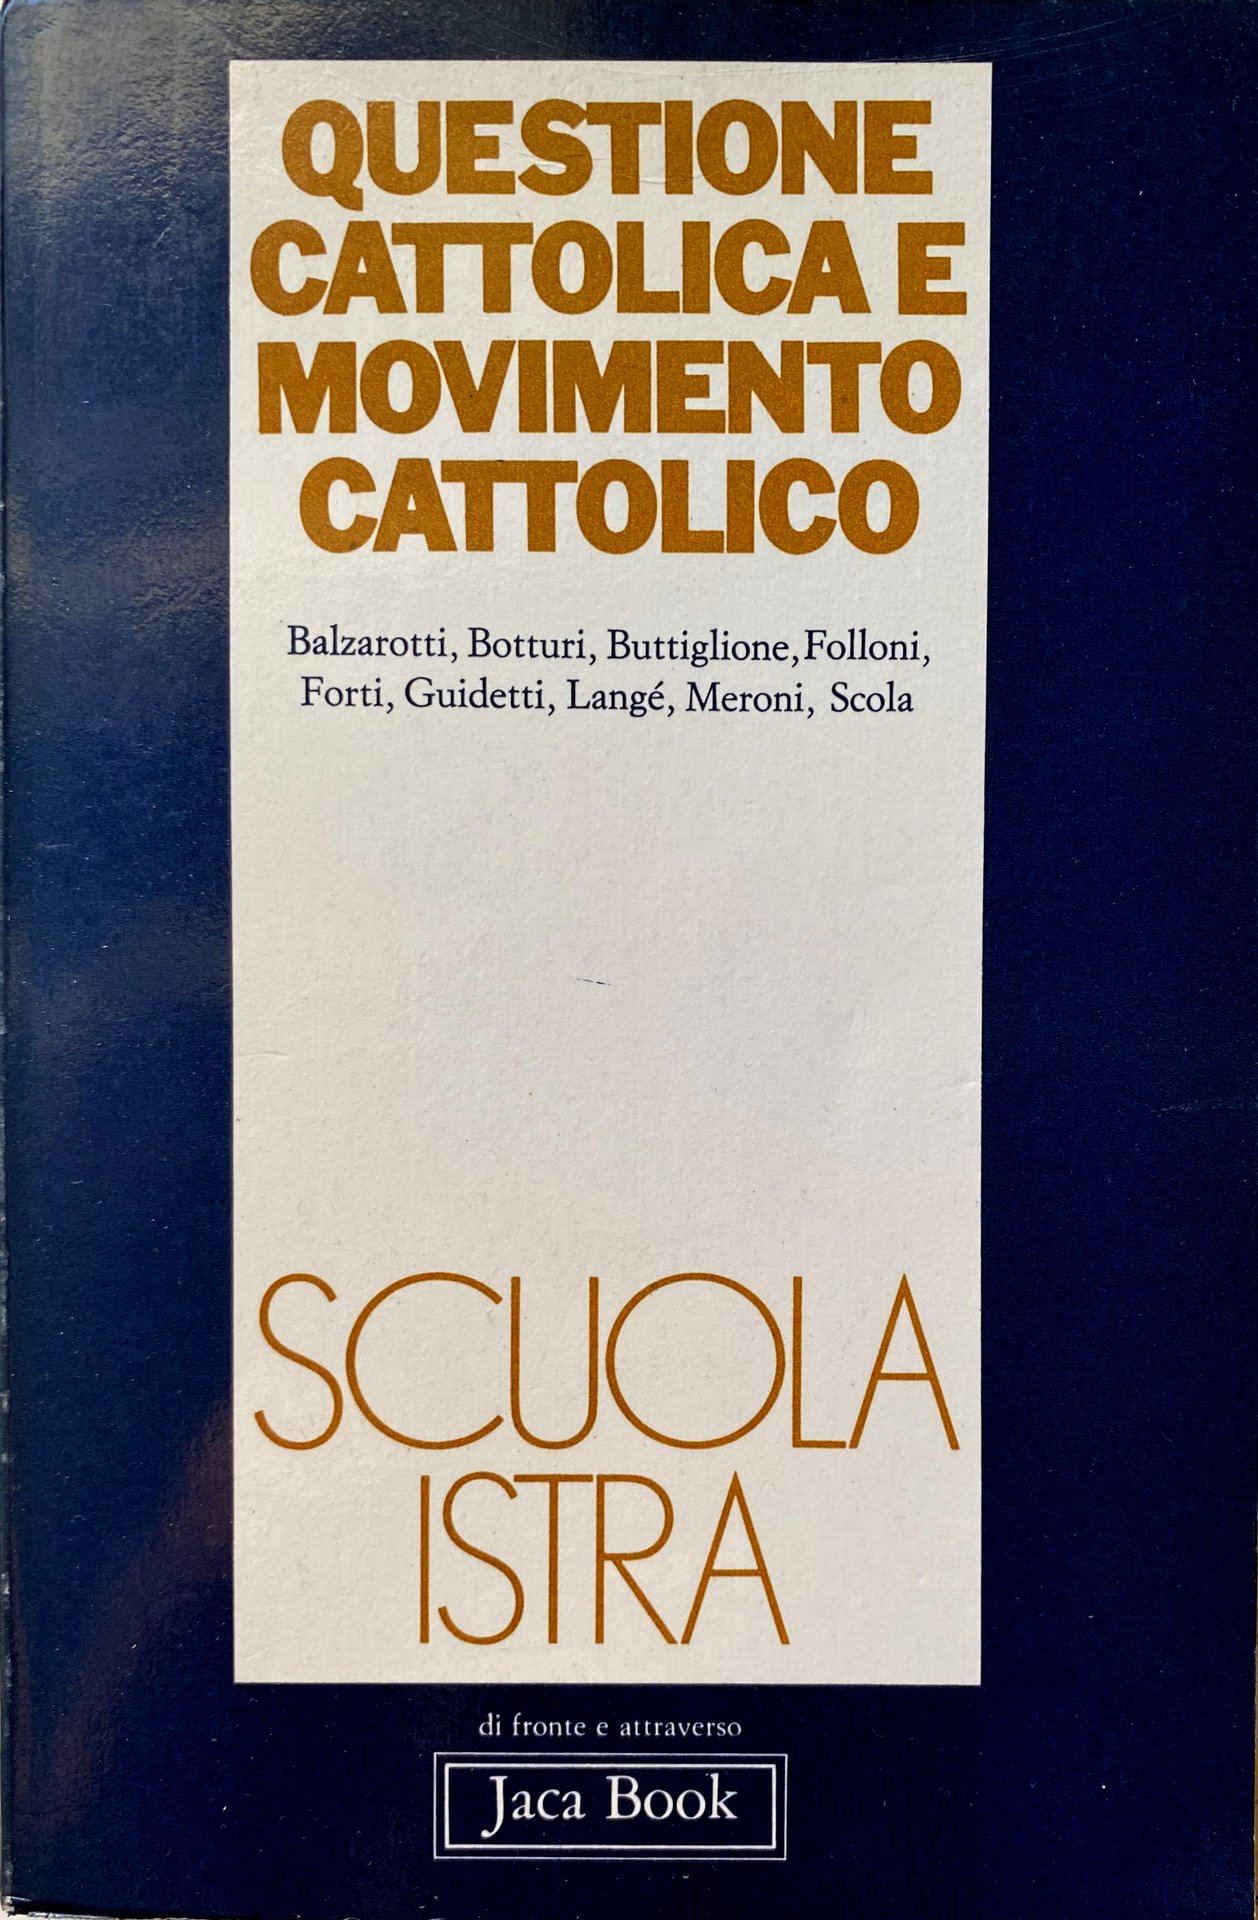 QUESTIONE
CATTOLICA E
MOVIMENTO
CATTOLICO
Balzarotti, Botturi, Buttiglione, Folloni,
Forti, Guidetti, Langé, Meroni, Scola
SCUOLA
ISTRA
di fronte e attraverso
Jaca Book